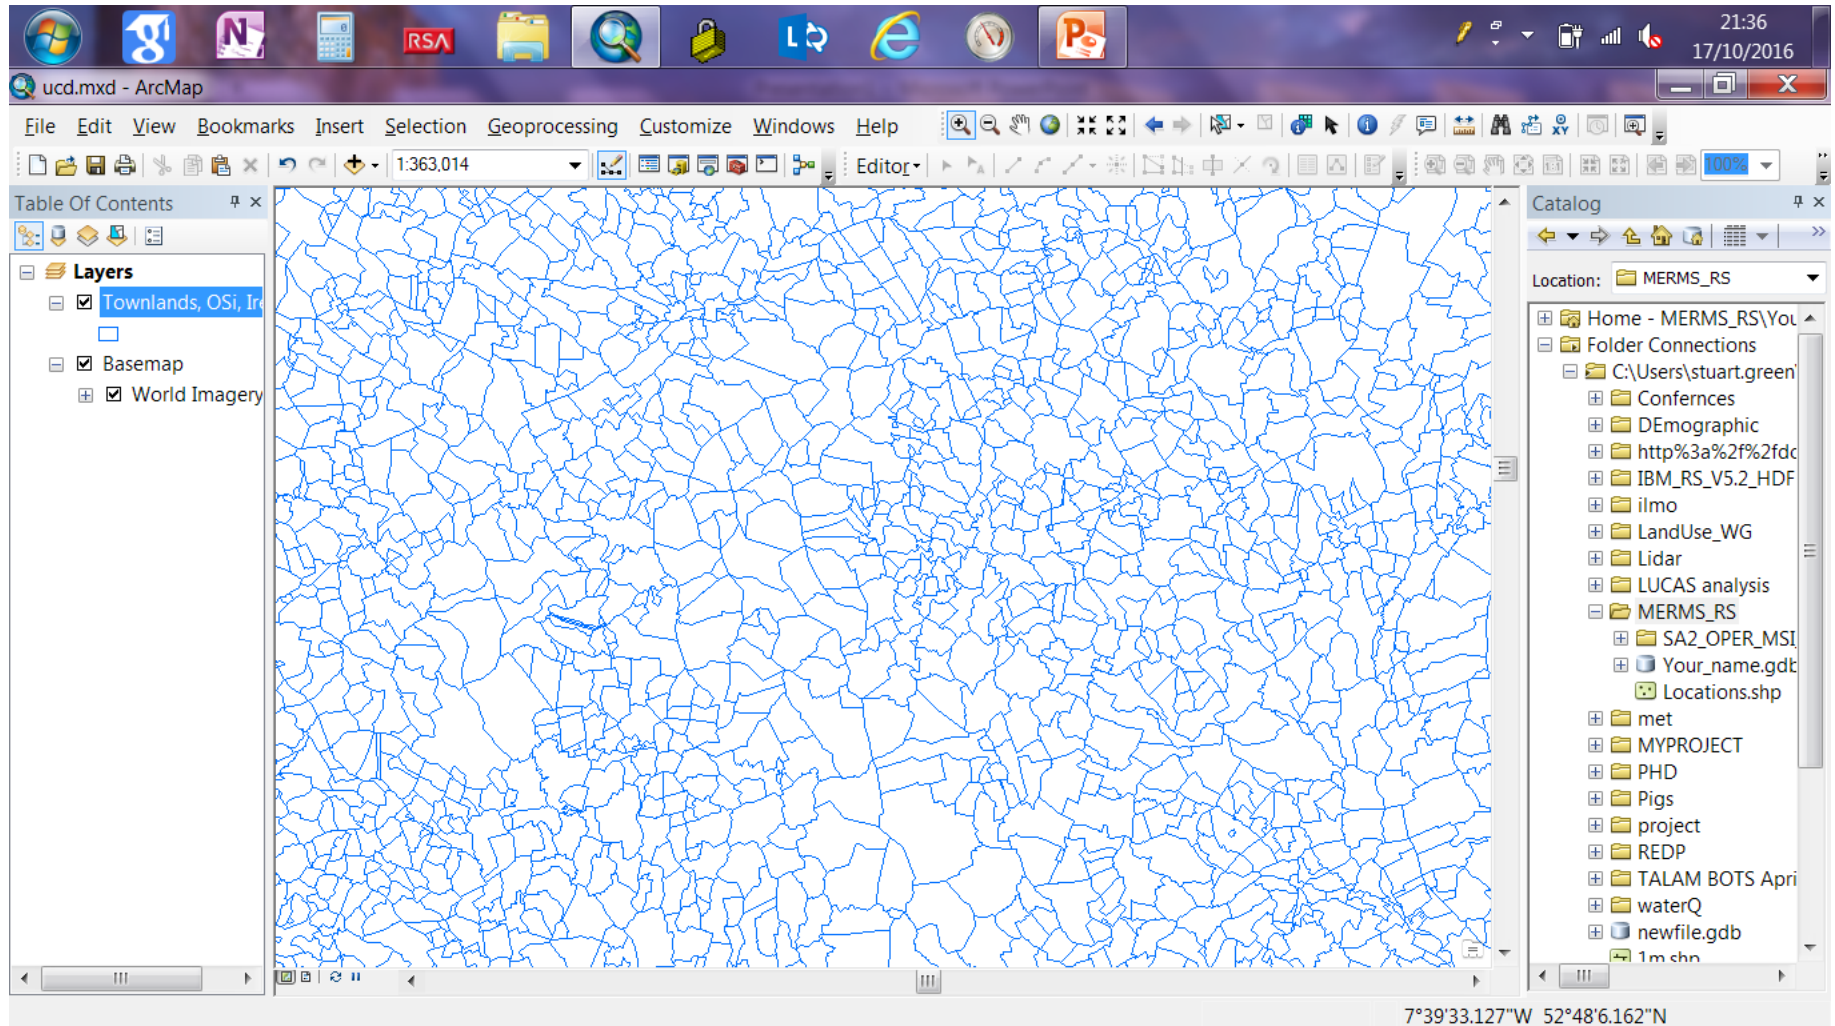 RSA
21:36
17/10/2016
ucd.mxd - ArcMap
File Edit View Bookmarks Insert Selection Geoprocessing Customize Windows Help
1:363,014
Editor
100%
Table Of Contents
Layers
Townlands, OSi, Ire
Basemap
World Imagery
Catalog
Location: MERMS_RS
Home - MERMS_RS\You
Folder Connections
C:\Users\stuart.green\
Confernces
DEmographic
http%3a%2f%2fdc
IBM_RS_V5.2_HDF
ilmo
LandUse_WG
Lidar
LUCAS analysis
MERMS_RS
SA2_OPER_MSI_
Your_name.gdb
Locations.shp
met
MYPROJECT
PHD
Pigs
project
REDP
TALAM BOTS Apri
waterQ
newfile.gdb
1m.shp
7°39'33.127"W 52°48'6.162"N